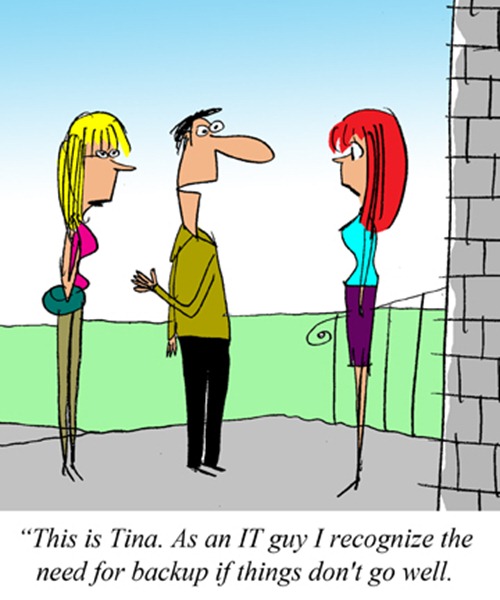 “This is Tina. As an IT guy I recognize the
need for backup if things don't go well.